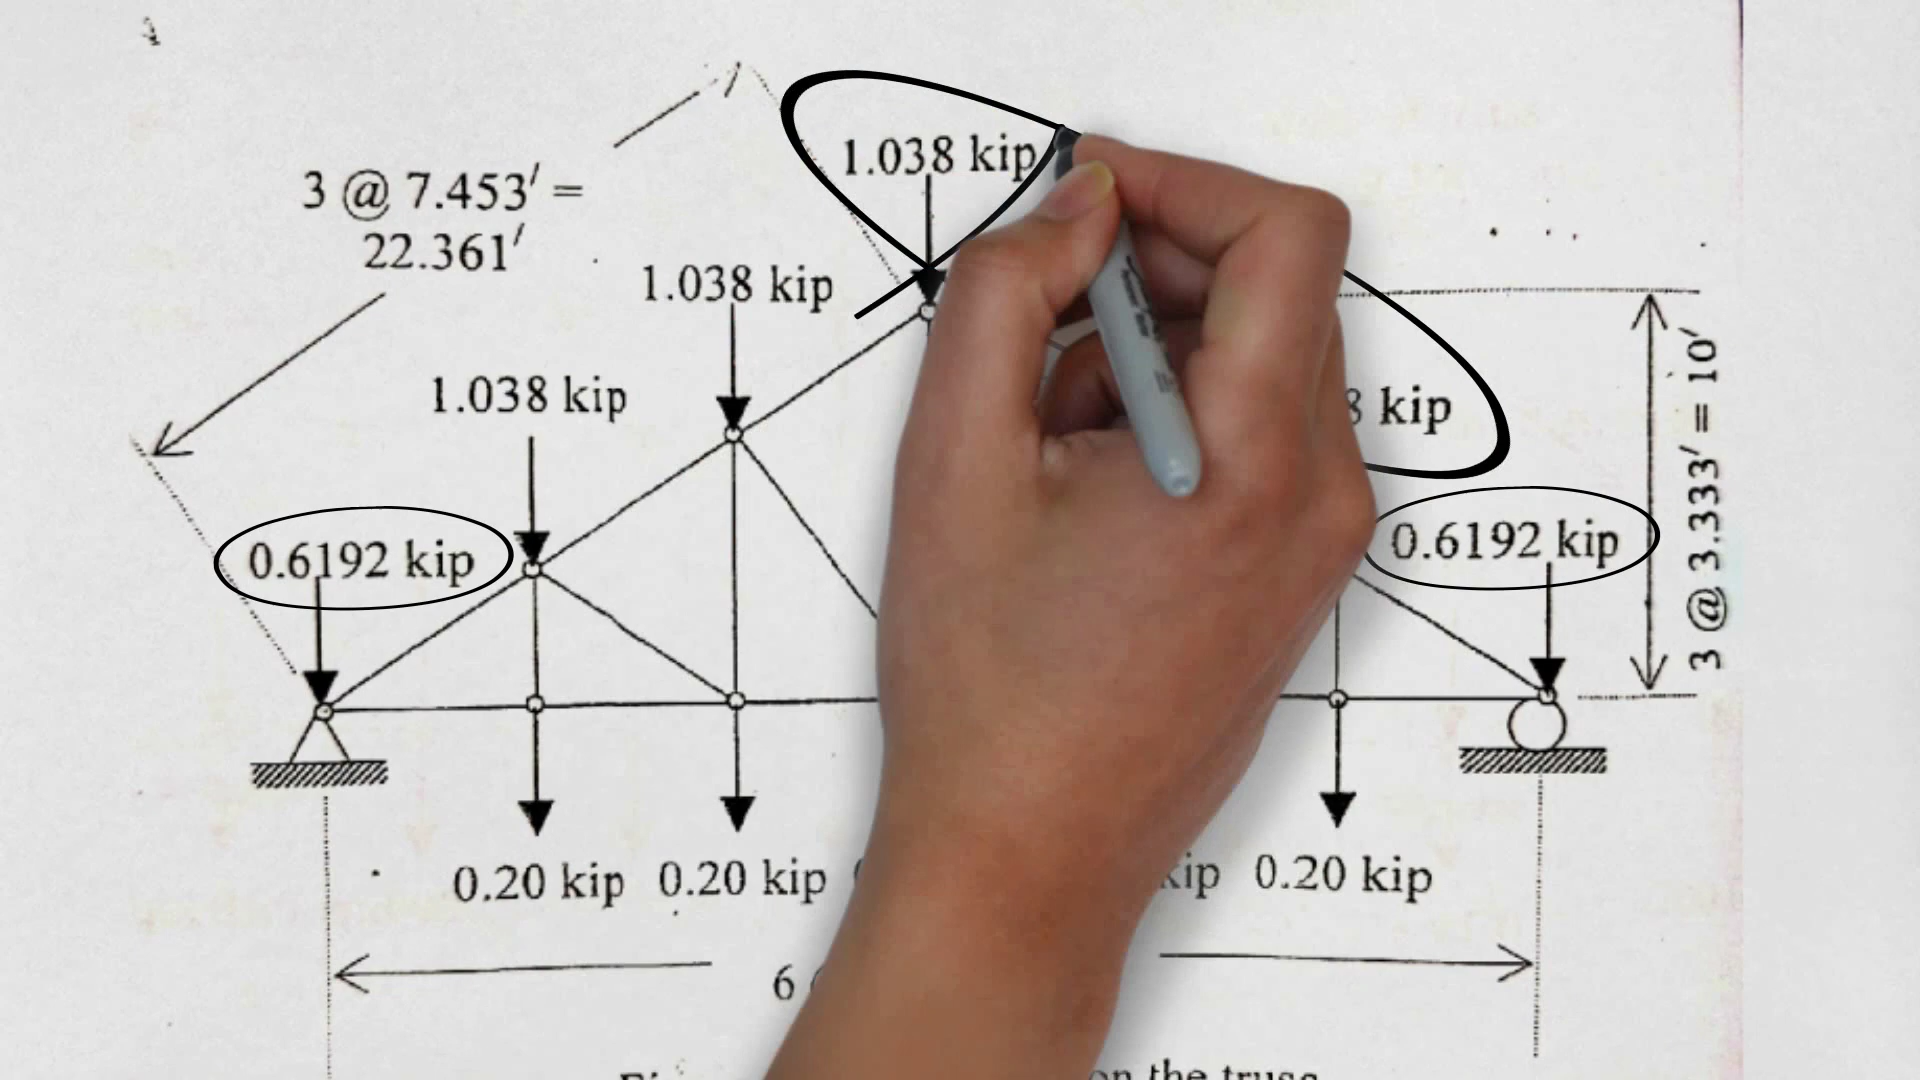 1.038 kip
3 @ 7.453′ =
22.361′
1.038 kip
1.038 kip
8 kip
0.6192 kip
0.6192 kip
3 @ 3.333′ = 10′
0.20 kip 0.20 kip kip 0.20 kip
6
on the truss